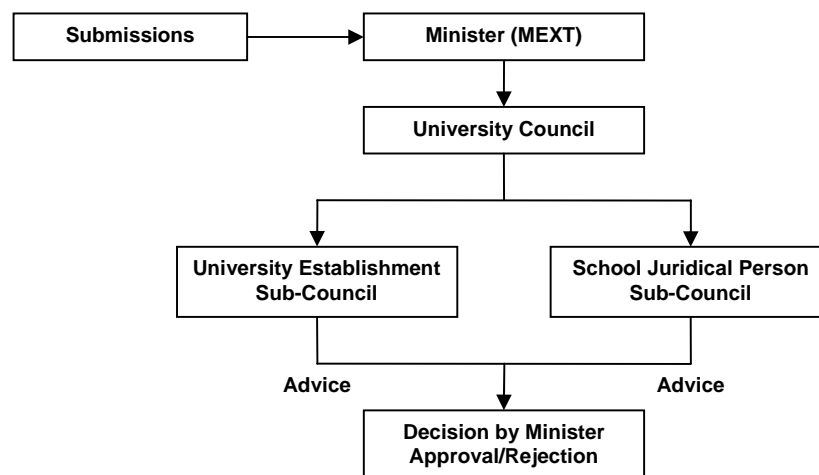 Submissions
Minister (MEXT)
University Council
University Establishment
Sub-Council
School Juridical Person
Sub-Council
Advice
Advice
Decision by Minister
Approval/Rejection